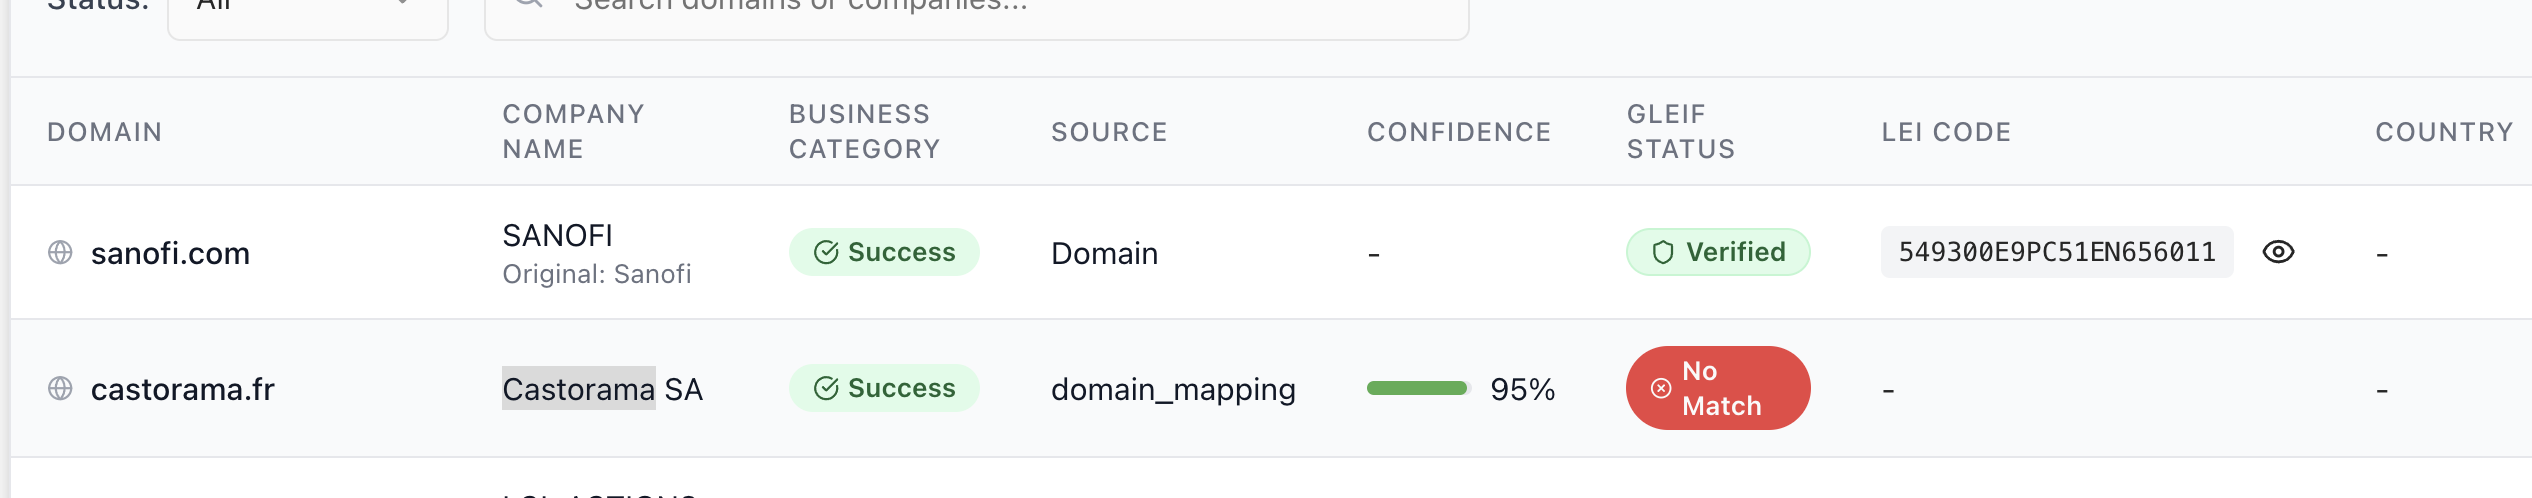 Status:
All
Search domains or companies...
DOMAIN
COMPANY
NAME
BUSINESS
CATEGORY
SOURCE
CONFIDENCE
GLEIF
STATUS
LEI CODE
COUNTRY
sanofi.com
SANOFI
Original: Sanofi
Success
Domain
-
Verified
549300E9PC51EN656011
-
castorama.fr
Castorama SA
Success
domain_mapping
95%
No
Match
-
-